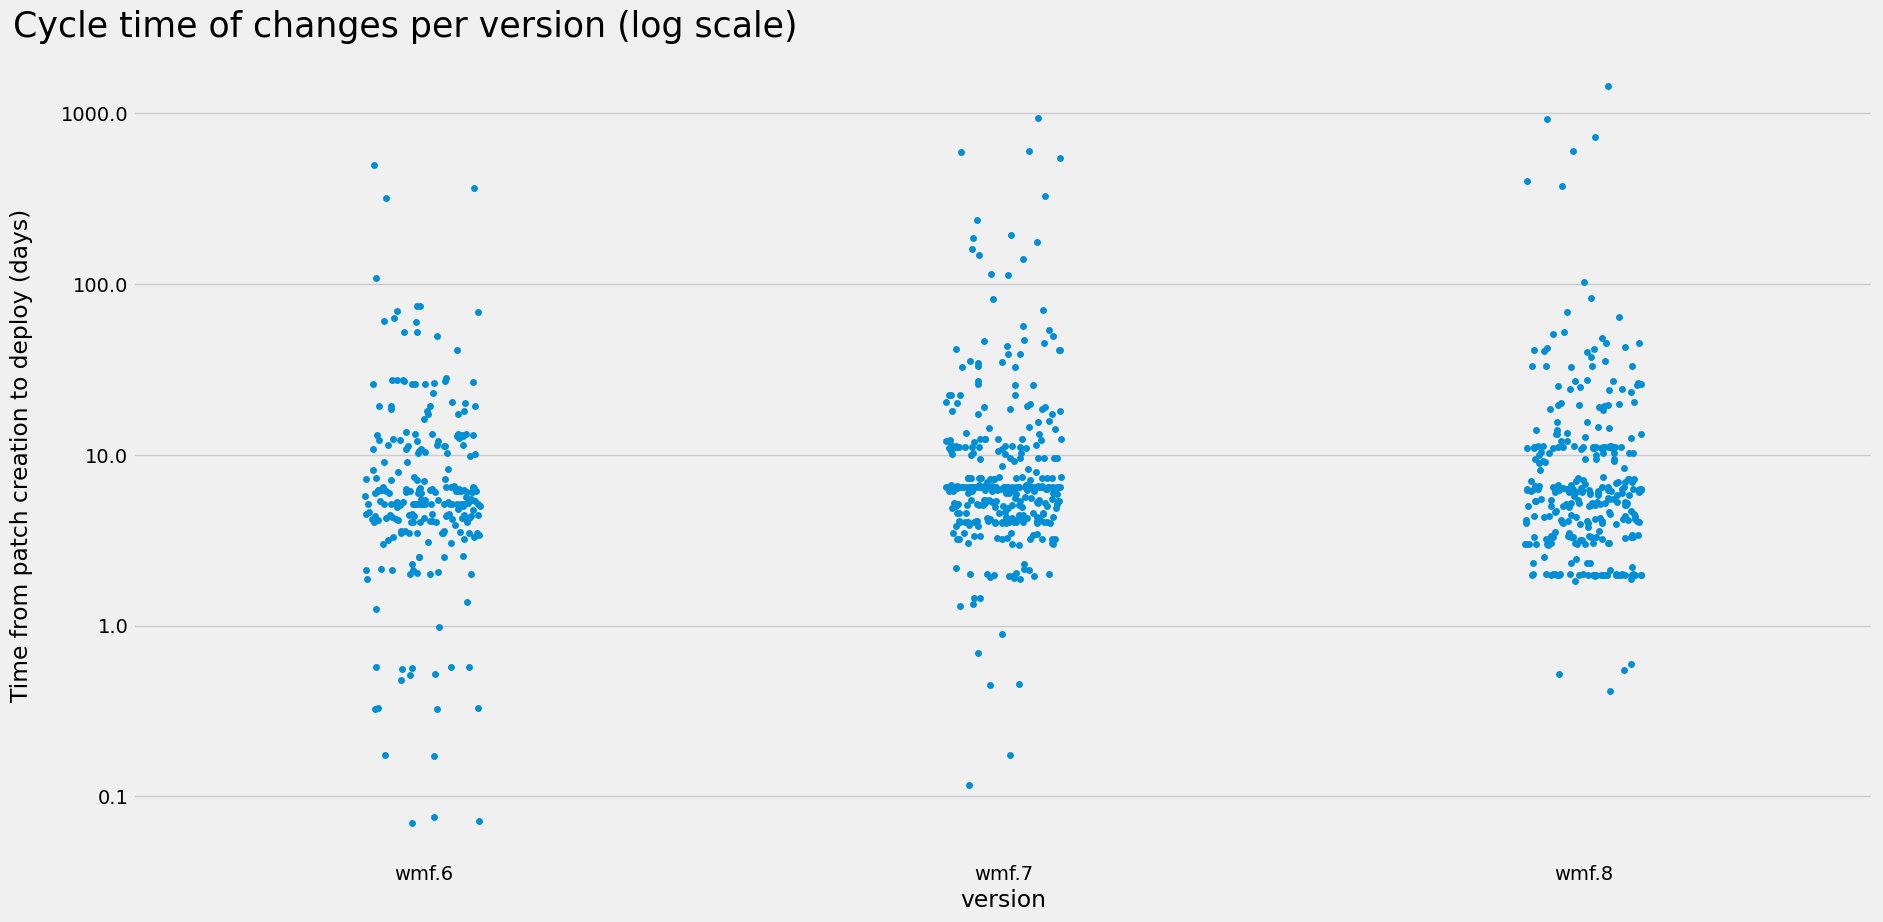 Cycle time of changes per version (log scale)
Time from patch creation to deploy (days)
1000.0
100.0
10.0
1.0
0.1
wmf.6
wmf.7
wmf.8
version